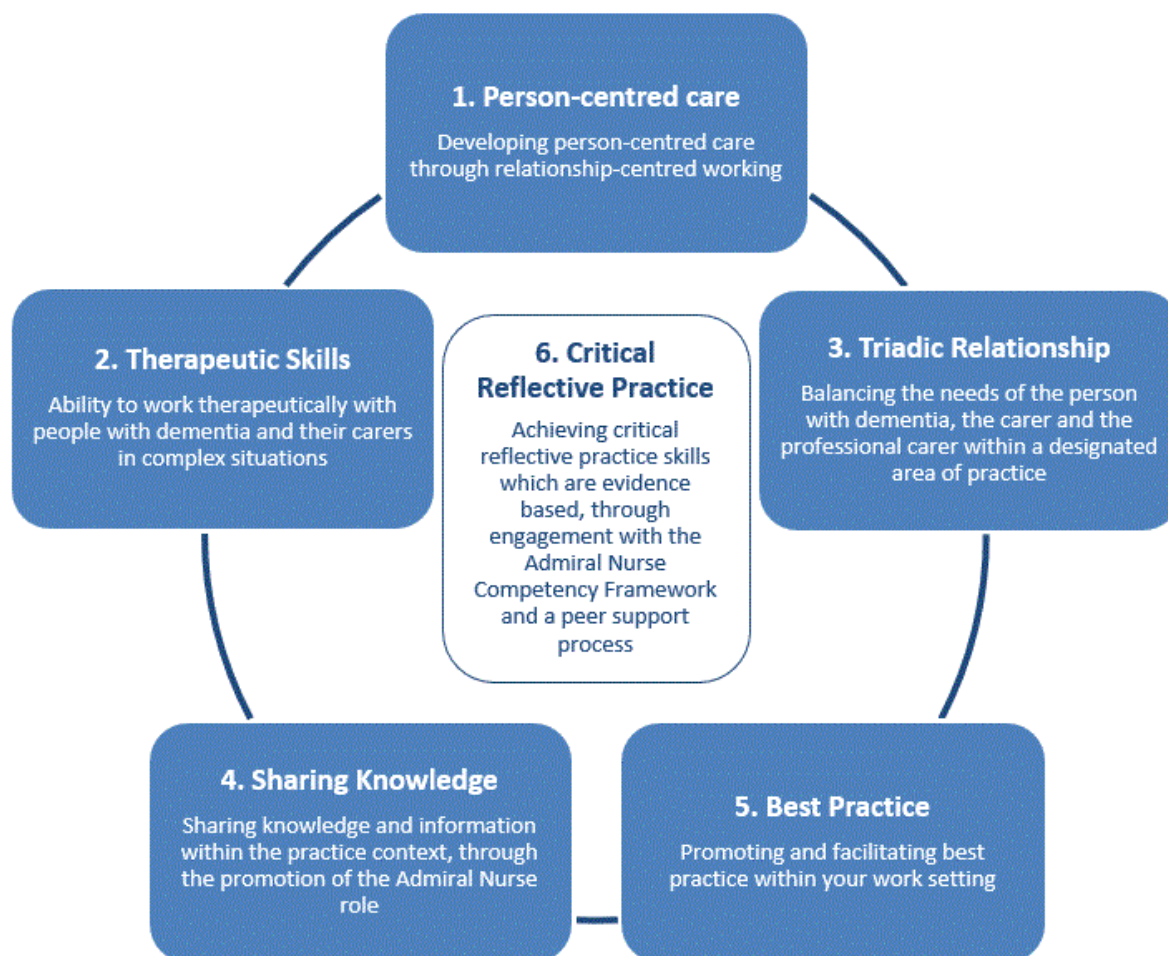 1. Person-centred care
Developing person-centred care
through relationship-centred working
2. Therapeutic Skills
Ability to work therapeutically with
people with dementia and their carers
in complex situations
3. Triadic Relationship
Balancing the needs of the person
with dementia, the carer and the
professional carer within a designated
area of practice
4. Sharing Knowledge
Sharing knowledge and information
within the practice context, through
the promotion of the Admiral Nurse
role
5. Best Practice
Promoting and facilitating best
practice within your work setting
6. Critical
Reflective Practice
Achieving critical
reflective practice skills
which are evidence
based, through
engagement with the
Admiral Nurse
Competency Framework
and a peer support
process